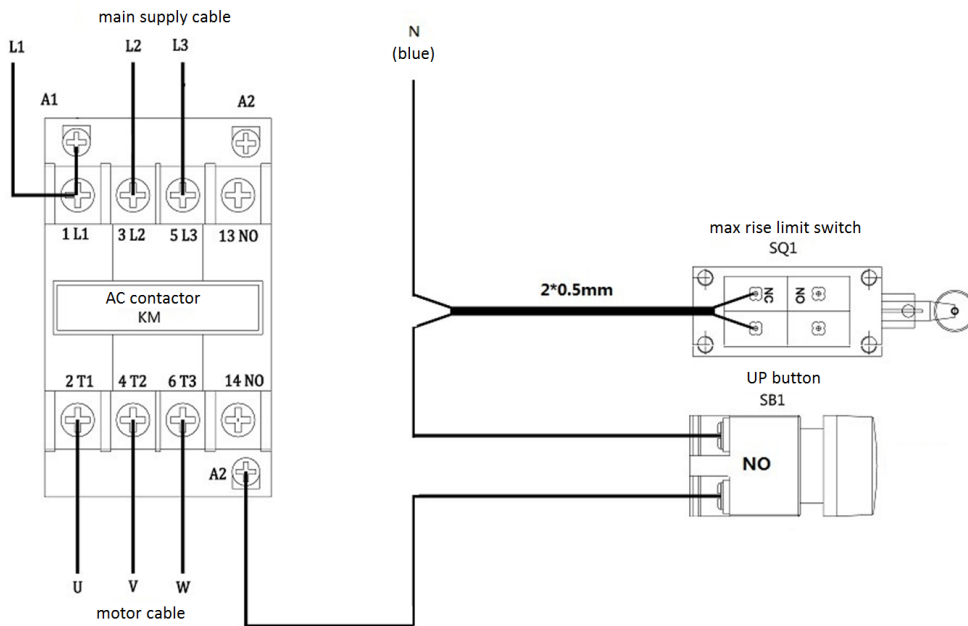 main supply cable
L1
L2
L3
N
(blue)
A1
A2
1 L1
3 L2
5 L3
13 NO
max rise limit switch
SQ1
2*0.5mm
NC
NO
AC contactor
KM
2 T1
4 T2
6 T3
14 NO
UP button
SB1
NO
A2
U
V
W
motor cable